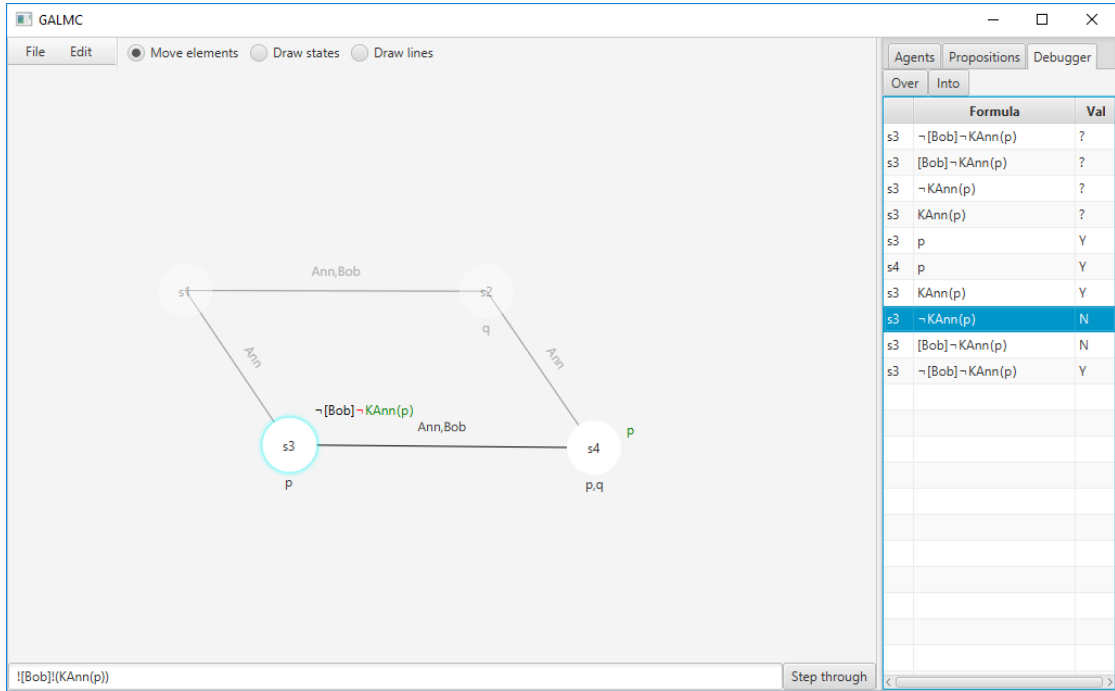 GALMC
File Edit Move elements Draw states Draw lines
Agents Propositions Debugger
Over Into
Formula Val
s3 ¬[Bob]¬KAnn(p) ?
s3 [Bob]¬KAnn(p) ?
s3 ¬KAnn(p) ?
s3 KAnn(p) ?
s3 p Y
s4 p Y
s3 KAnn(p) Y
s3 ¬KAnn(p) N
s3 [Bob]¬KAnn(p) N
s3 ¬[Bob]¬KAnn(p) Y
Ann,Bob
s1 s2
q
Ann Ann
¬[Bob]¬KAnn(p)
Ann,Bob p
s3 s4
p p,q
![Bob]!(KAnn(p)) Step through